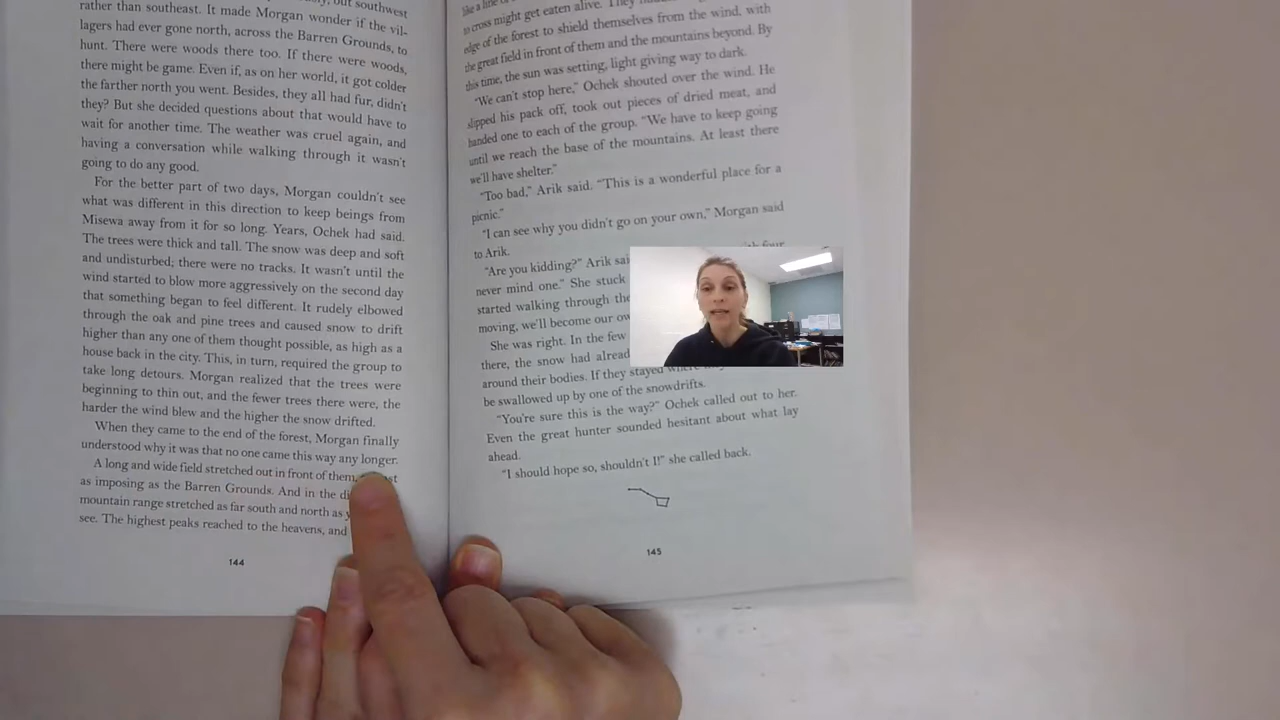 rather than southeast. It made Morgan wonder if the vil-
lagers had ever gone north, across the Barren Grounds, to
hunt. There were woods there too. If there were woods,
there might be game. Even if, as on her world, it got colder
the farther north you went. Besides, they all had fur, didn't
they? But she decided questions about that would have to
wait for another time. The weather was cruel again, and
having a conversation while walking through it wasn't
going to do any good.
For the better part of two days, Morgan couldn't see
what was different in this direction to keep beings from
Misewa away from it for so long. Years, Ochek had said.
The trees were thick and tall. The snow was deep and soft
and undisturbed; there were no tracks. It wasn't until the
wind started to blow more aggressively on the second day
that something began to feel different. It rudely elbowed
through the oak and pine trees and caused snow to drift
higher than any one of them thought possible, as high as a
house back in the city. This, in turn, required the group to
take long detours. Morgan realized that the trees were
beginning to thin out, and the fewer trees there were, the
harder the wind blew and the higher the snow drifted.
When they came to the end of the forest, Morgan finally
understood why it was that no one came this way any longer.
A long and wide field stretched out in front of them,
as imposing as the Barren Grounds. And in the
mountain range stretched as far south and north as
see. The highest peaks reached to the heavens, and
144
to cross might get eaten alive. They
edge of the forest to shield themselves from the wind, with
the great field in front of them and the mountains beyond. By
this time, the sun was setting, light giving way to dark.
"We can't stop here," Ochek shouted over the wind. He
slipped his pack off, took out pieces of dried meat, and
handed one to each of the group. "We have to keep going
until we reach the base of the mountains. At least there
we'll have shelter."
"Too bad," Arik said. "This is a wonderful place for a
picnic."
"I can see why you didn't go on your own," Morgan said
to Arik.
"Are you kidding?" Arik
never mind one." She stuck
started walking through
moving, we'll become our
She was right. In the few
there, the snow had
around their bodies. If they stayed
be swallowed up by one of the snowdrifts.
"You're sure this is the way?" Ochek called out to her.
Even the great hunter sounded hesitant about what lay
ahead.
"I should hope so, shouldn't I!" she called back.
145